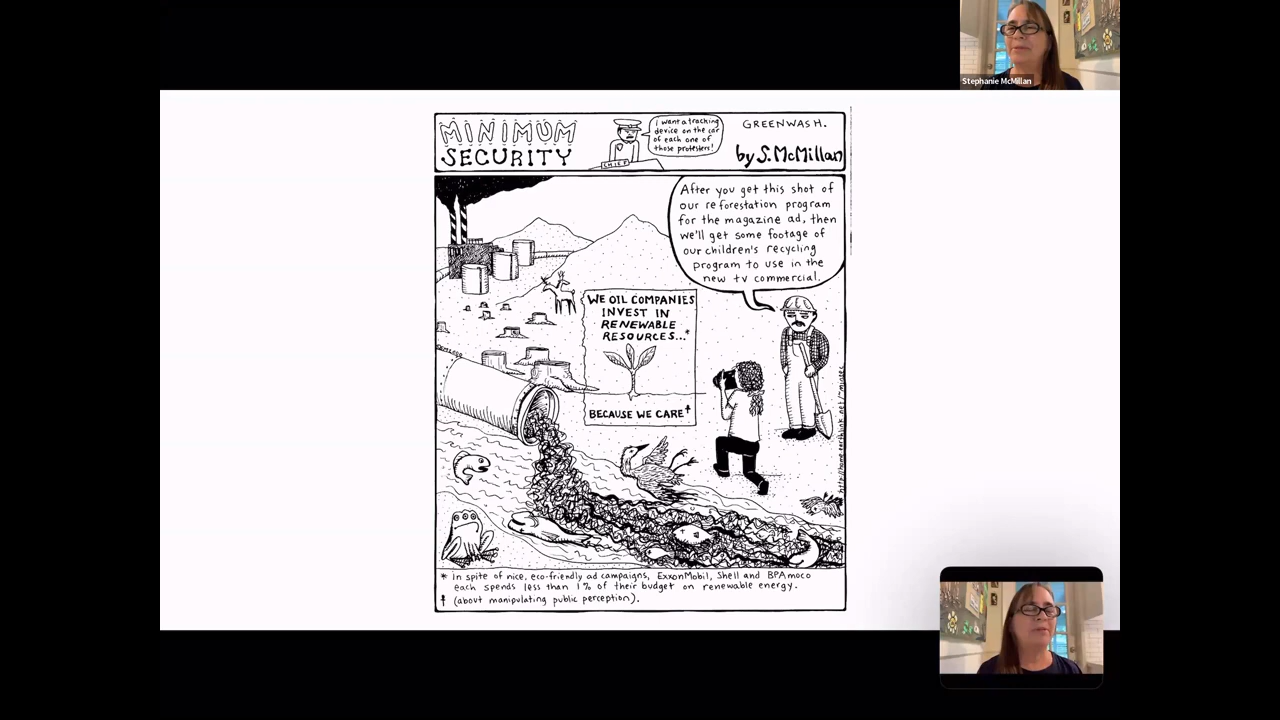 Stephanie McMillan
MINIMUM
SECURITY
I want a tracking
device on the car
of each one of
those protesters!
CHIEF
GREENWASH.
by S. McMillan
After you get this shot of
our reforestation program
for the magazine ad, then
we'll get some footage of
our children's recycling
program to use in the
new tv commercial.
WE OIL COMPANIES
INVEST IN
RENEWABLE
RESOURCES...*
BECAUSE WE CARE†
* In spite of nice, eco-friendly ad campaigns, ExxonMobil, Shell and BPAmoco
each spends less than 1% of their budget on renewable energy.
† (about manipulating public perception).